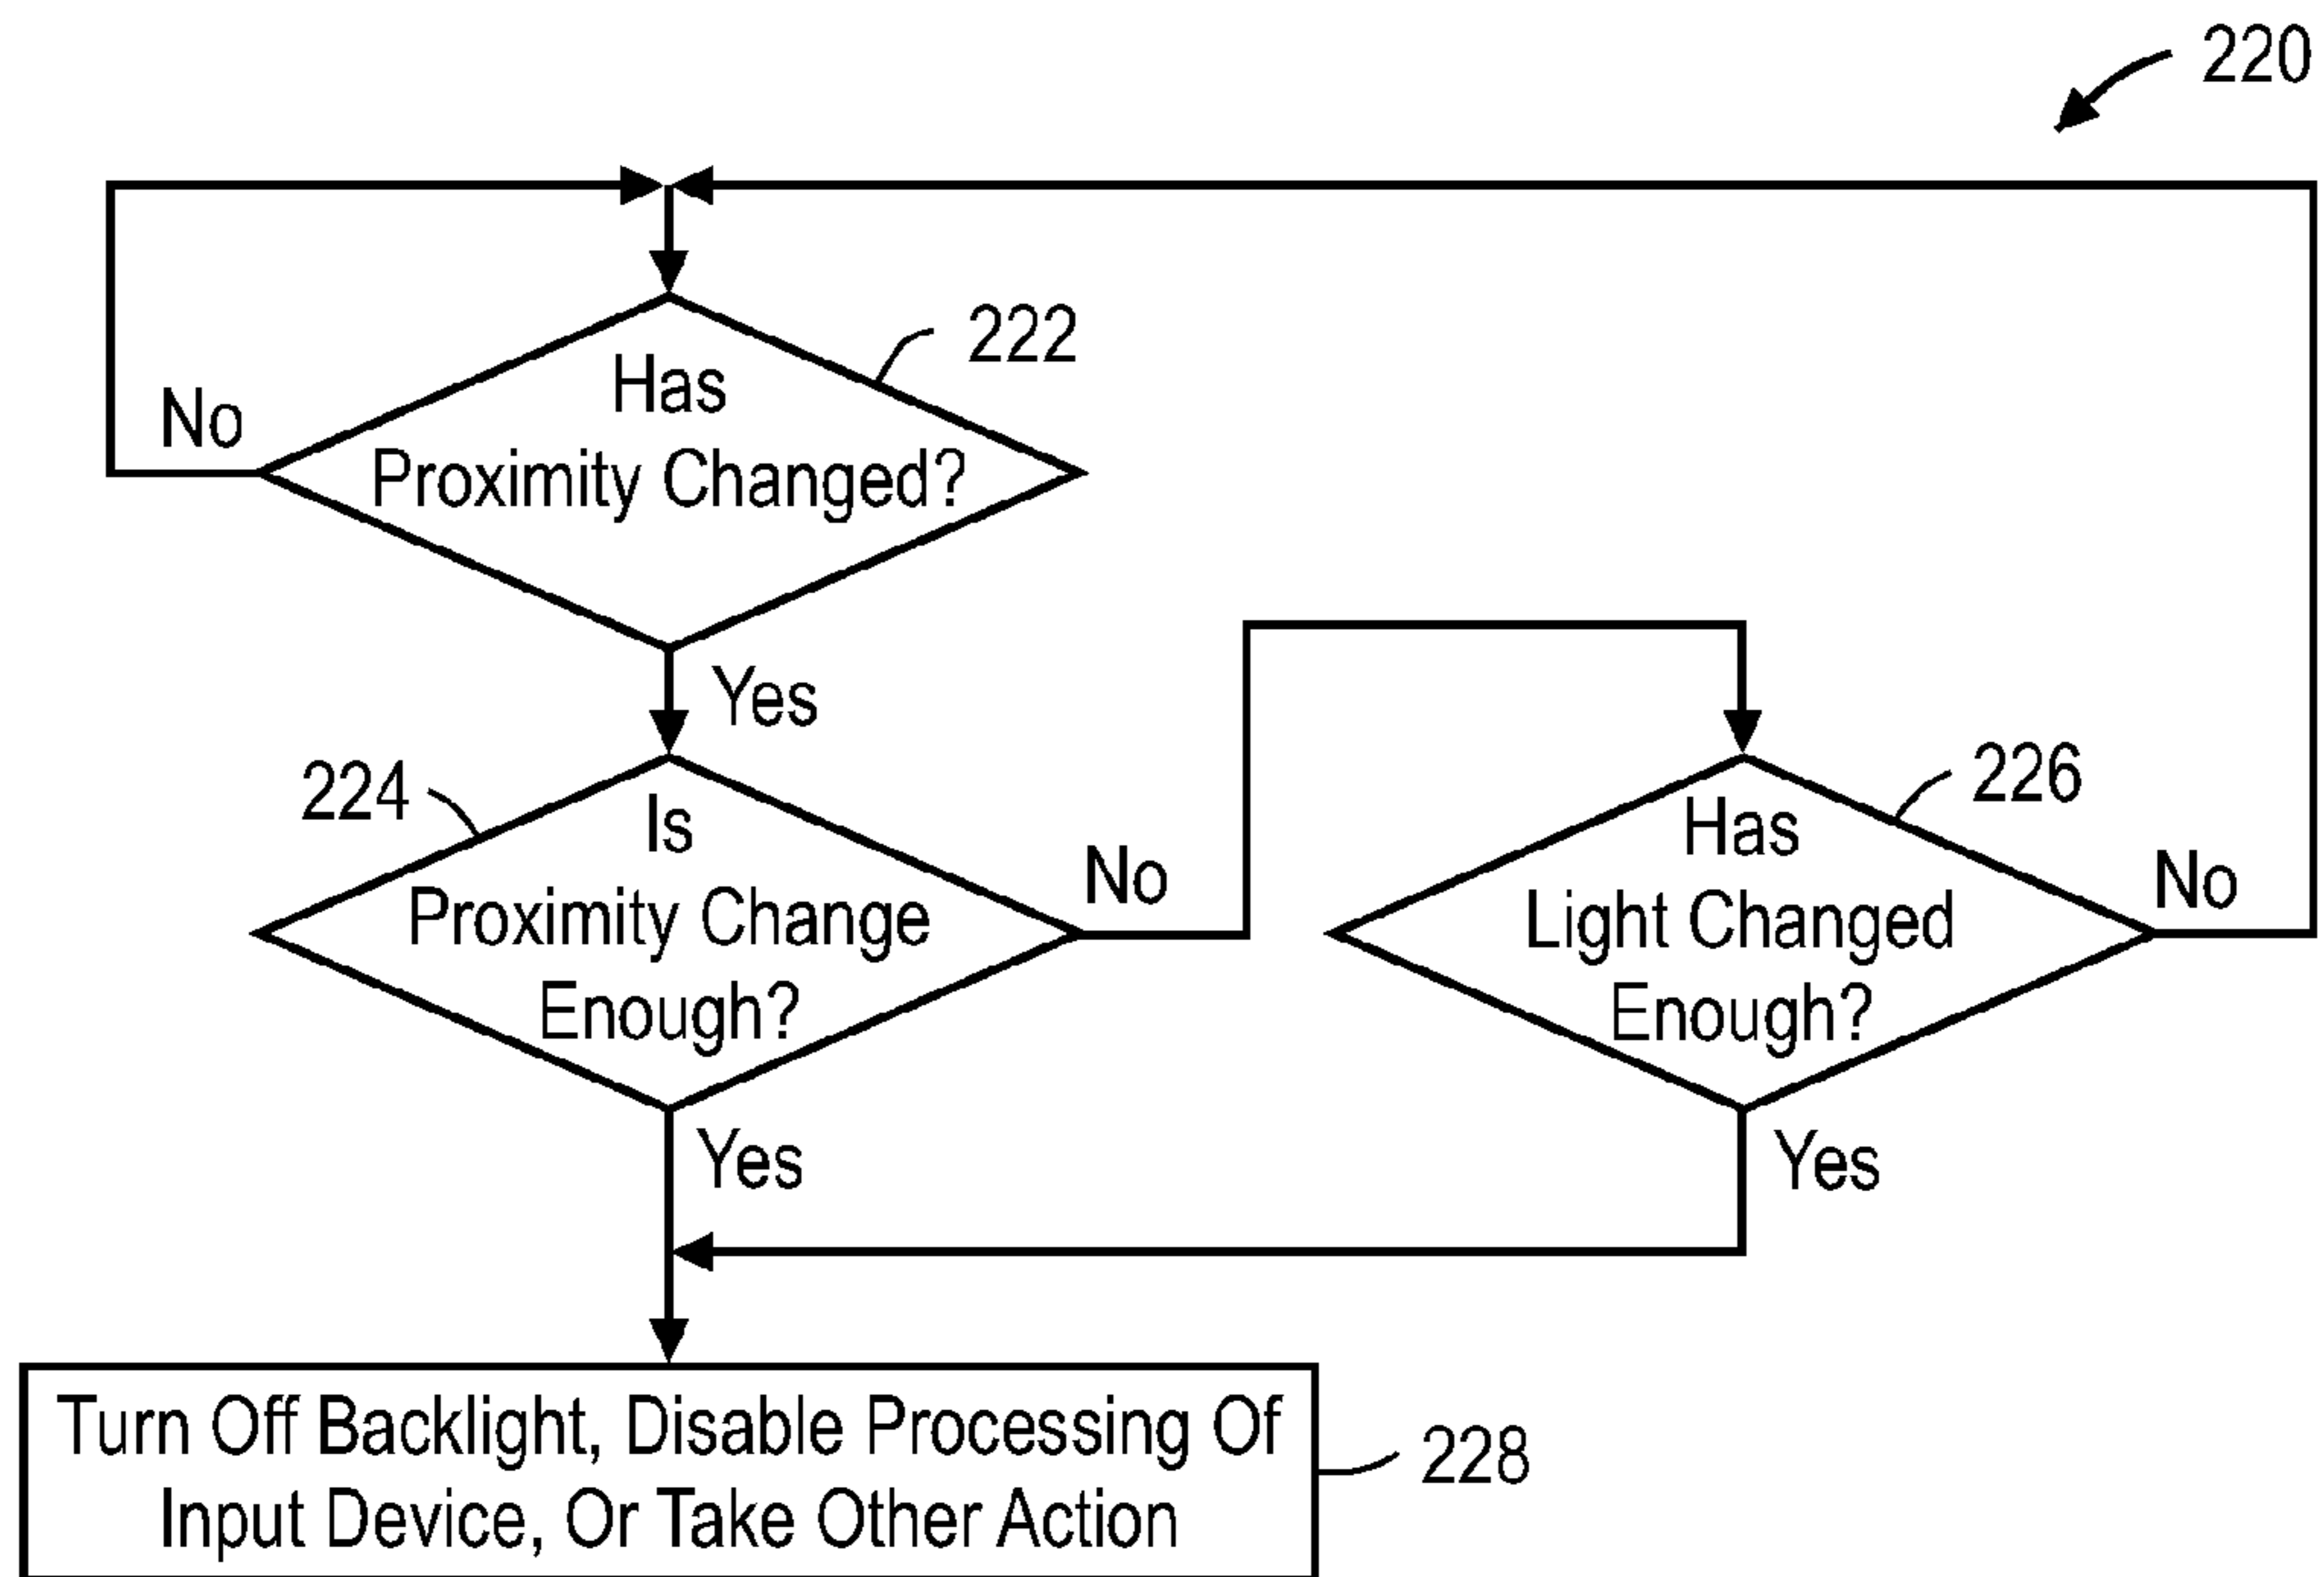 220
222
Has
No
Proximity Changed?
Yes
224
Is
Proximity Change
Enough?
No
226
Has
Light Changed
Enough?
No
Yes
Yes
Turn Off Backlight, Disable Processing Of
Input Device, Or Take Other Action
228